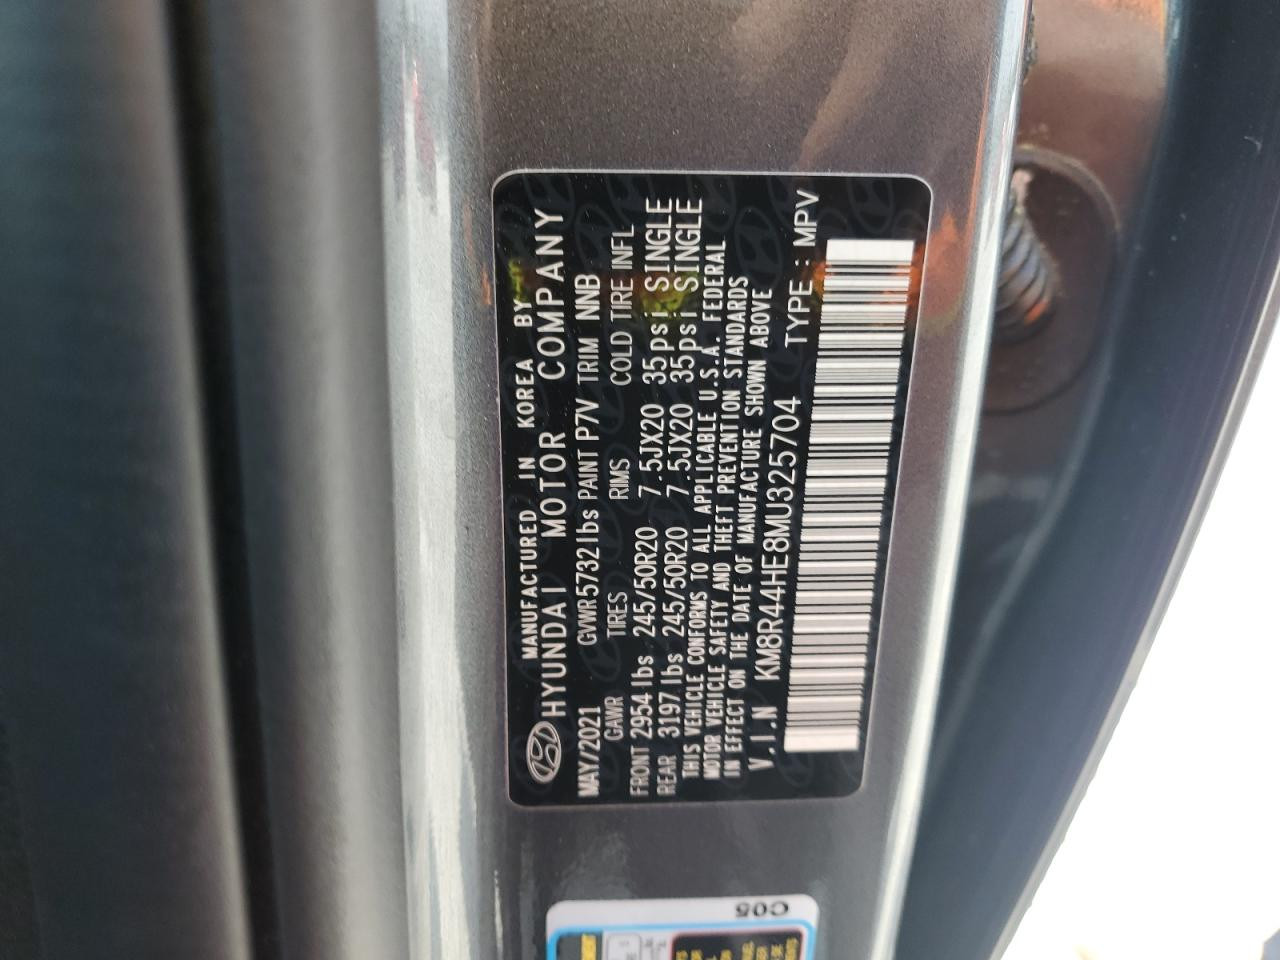 MANUFACTURED IN KOREA BY
HYUNDAI MOTOR COMPANY
MAY/2021 GVWR 5732 lbs PAINT P7V TRIM NNB
GAWR TIRES RIMS COLD TIRE INFL
FRONT 2954 lbs 245/50R20 7.5JX20 35psi SINGLE
REAR 3197 lbs 245/50R20 7.5JX20 35psi SINGLE
THIS VEHICLE CONFORMS TO ALL APPLICABLE U.S.A. FEDERAL
MOTOR VEHICLE SAFETY AND THEFT PREVENTION STANDARDS
IN EFFECT ON THE DATE OF MANUFACTURE SHOWN ABOVE
V.I.N KM8R44HE8MU325704 TYPE : MPV
C05